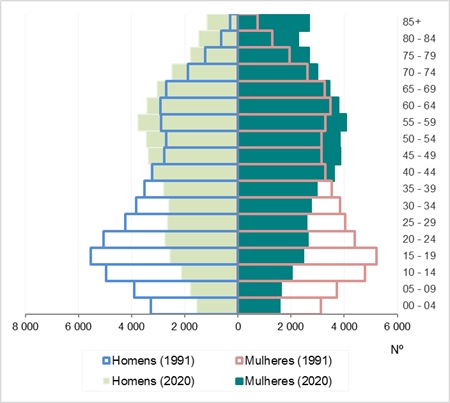 85+
80 - 84
75 - 79
70 - 74
65 - 69
60 - 64
55 - 59
50 - 54
45 - 49
40 - 44
35 - 39
30 - 34
25 - 29
20 - 24
15 - 19
10 - 14
05 - 09
00 - 04
8 000 6 000 4 000 2 000 0 2 000 4 000 6 000
Nº
Homens (1991) Mulheres (1991)
Homens (2020) Mulheres (2020)